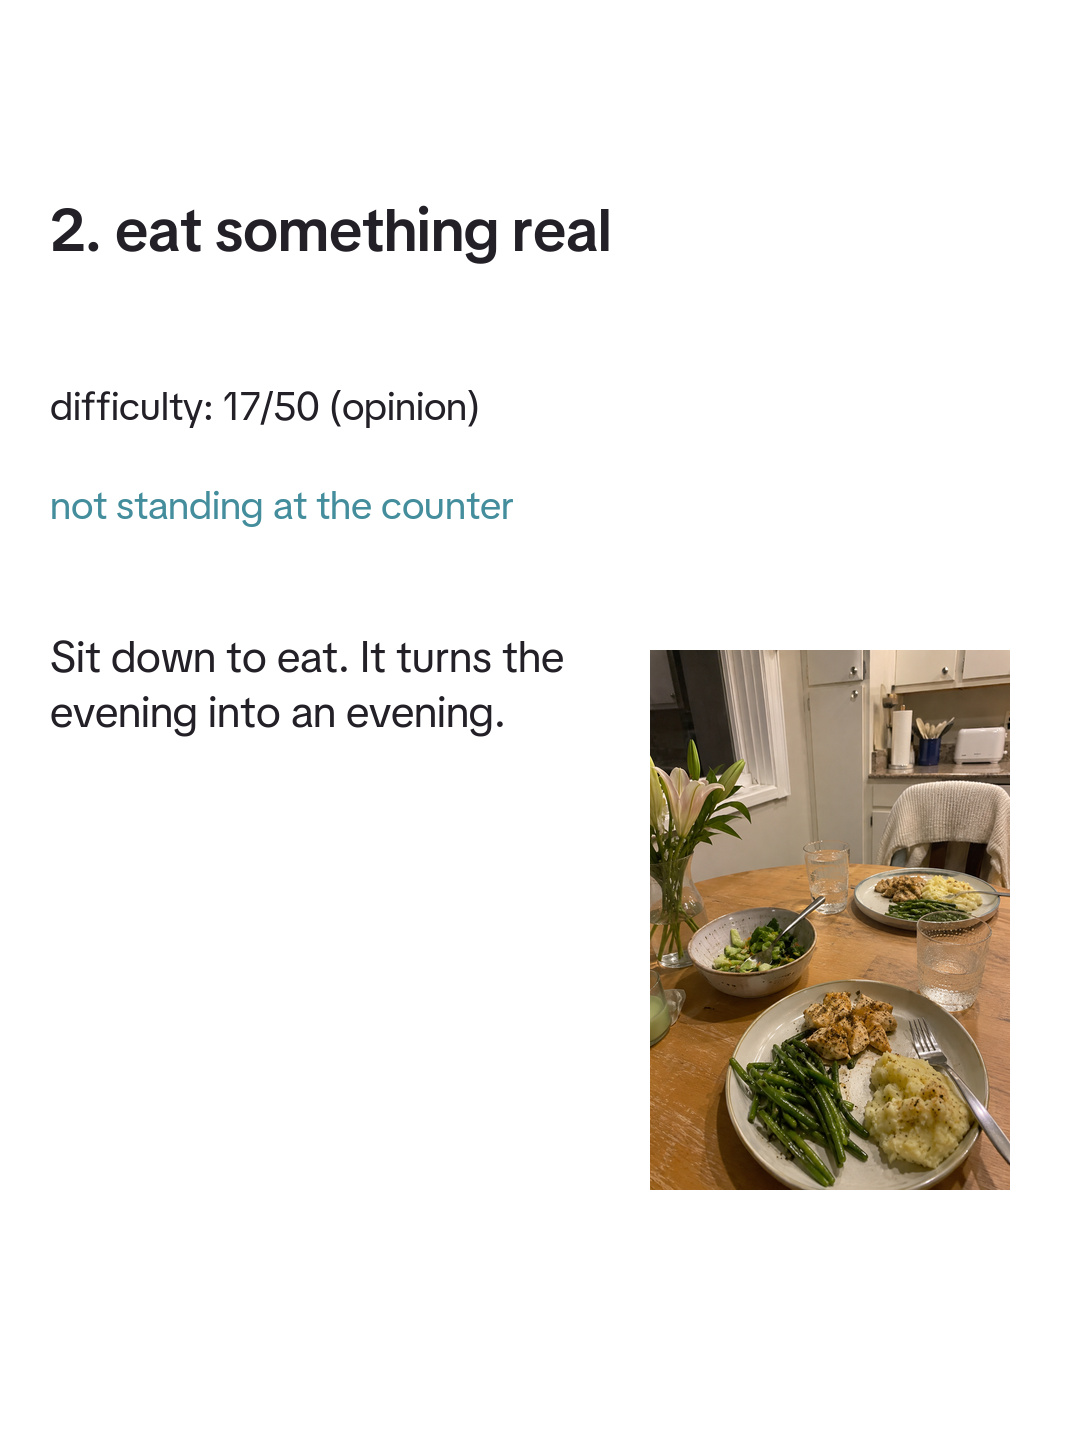 2. eat something real
difficulty: 17/50 (opinion)
not standing at the counter
Sit down to eat. It turns the
evening into an evening.